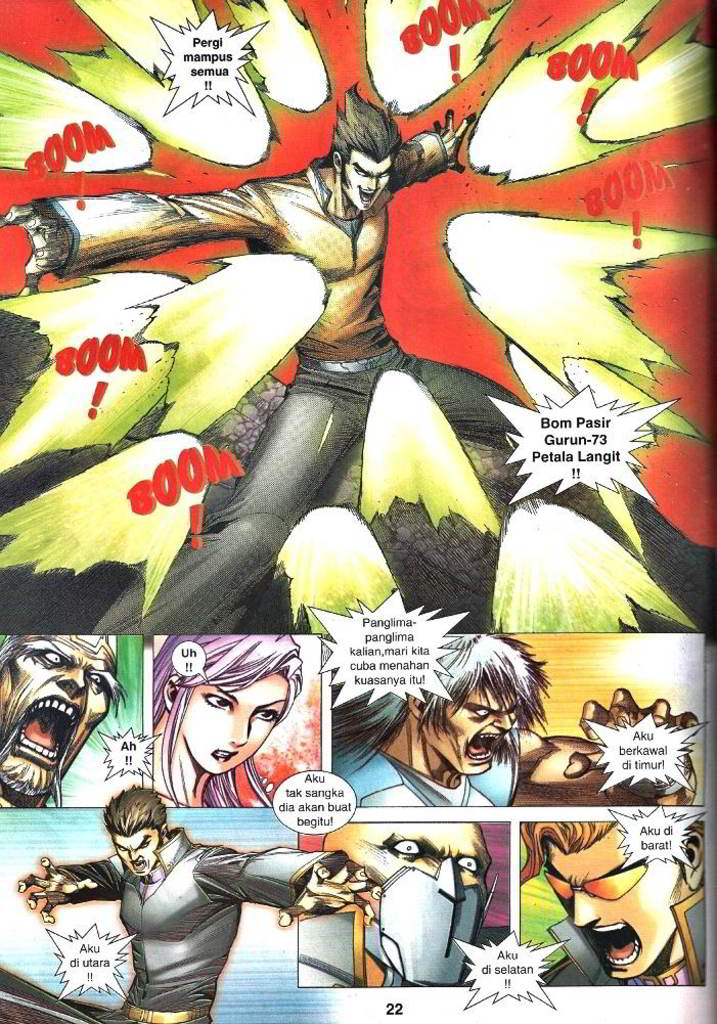 Pergi
mampus
semua
!!
BOOM
!
BOOM
!
BOOM
!
BOOM
!
BOOM
!
BOOM
!
Bom Pasir
Gurun-73
Petala Langit
!!
Ah
!!
Uh
!!
Aku
tak sangka
dia akan buat
begitu!
Panglima-
panglima
kalian,mari kita
cuba menahan
kuasanya itu!
Aku
berkawal
di timur!
Aku
di utara
!!
Aku
di selatan
!!
Aku di
barat!
22